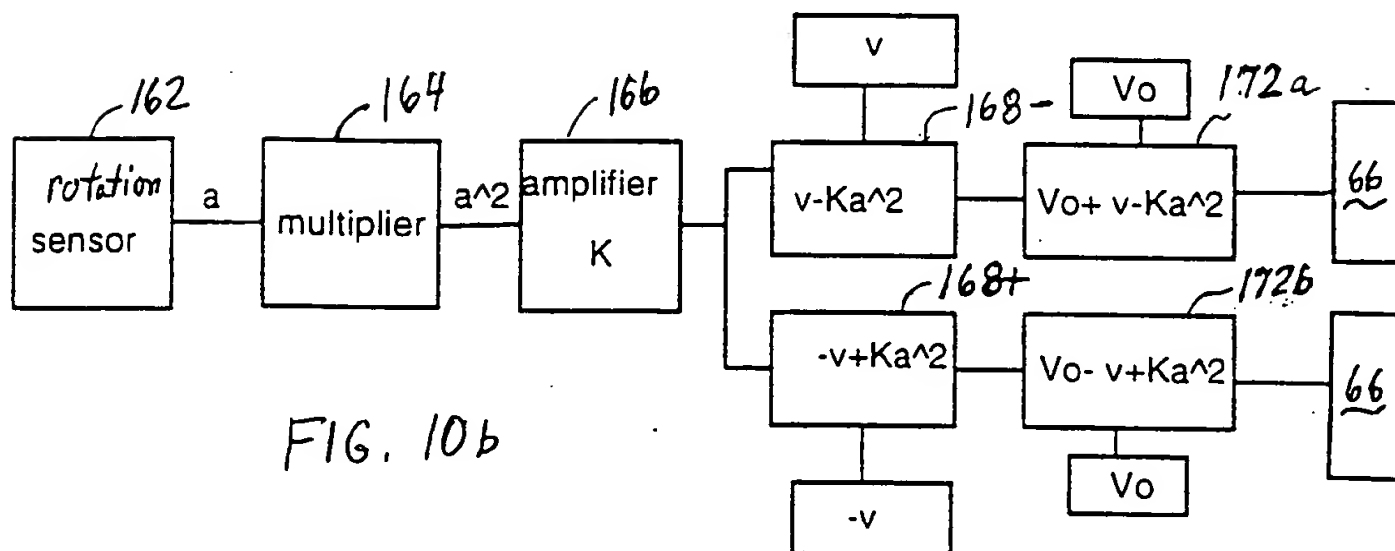 v
162
164
166
168-
Vo
172a
rotation
sensor
a
multiplier
a^2
amplifier
K
v-Ka^2
Vo+ v-Ka^2
66
168+
172b
-v+Ka^2
Vo- v+Ka^2
66
FIG. 10b
Vo
-v